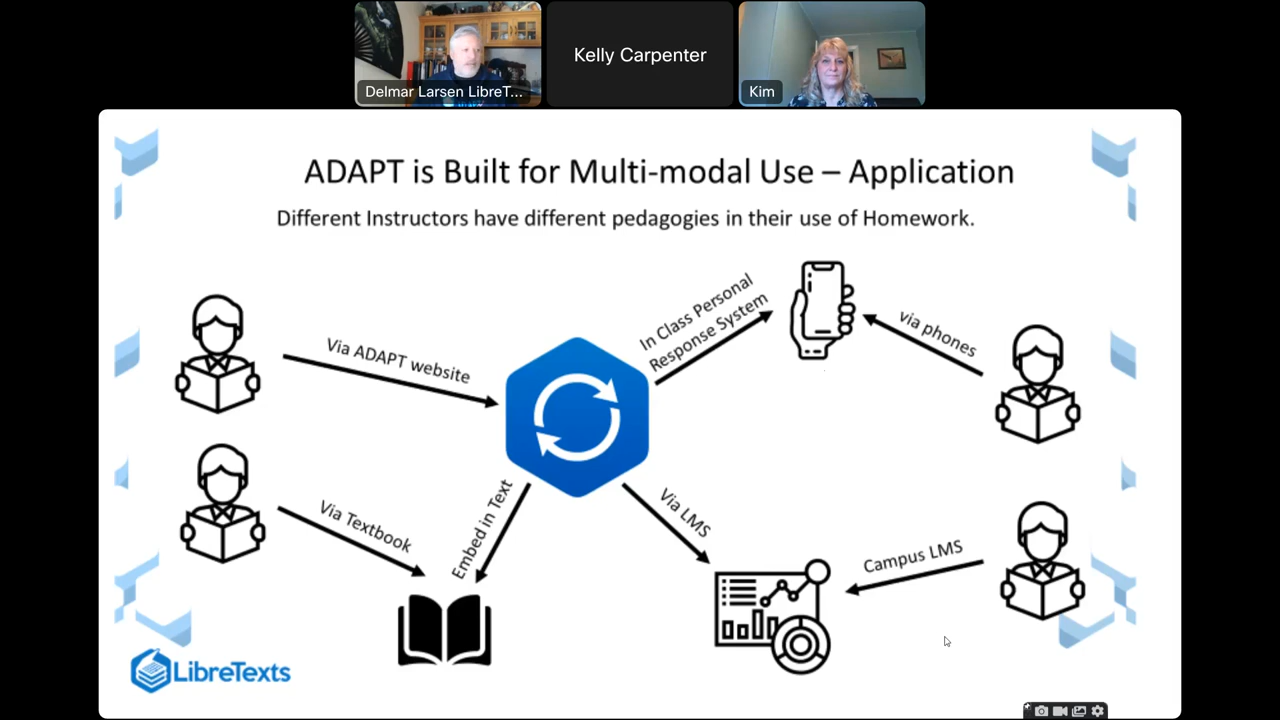 Delmar Larsen LibreT...
Kelly Carpenter
Kim
ADAPT is Built for Multi-modal Use – Application
Different Instructors have different pedagogies in their use of Homework.
Via ADAPT website
In Class Personal
Response System
via phones
Via Textbook
Embed in Text
Via LMS
Campus LMS
LibreTexts